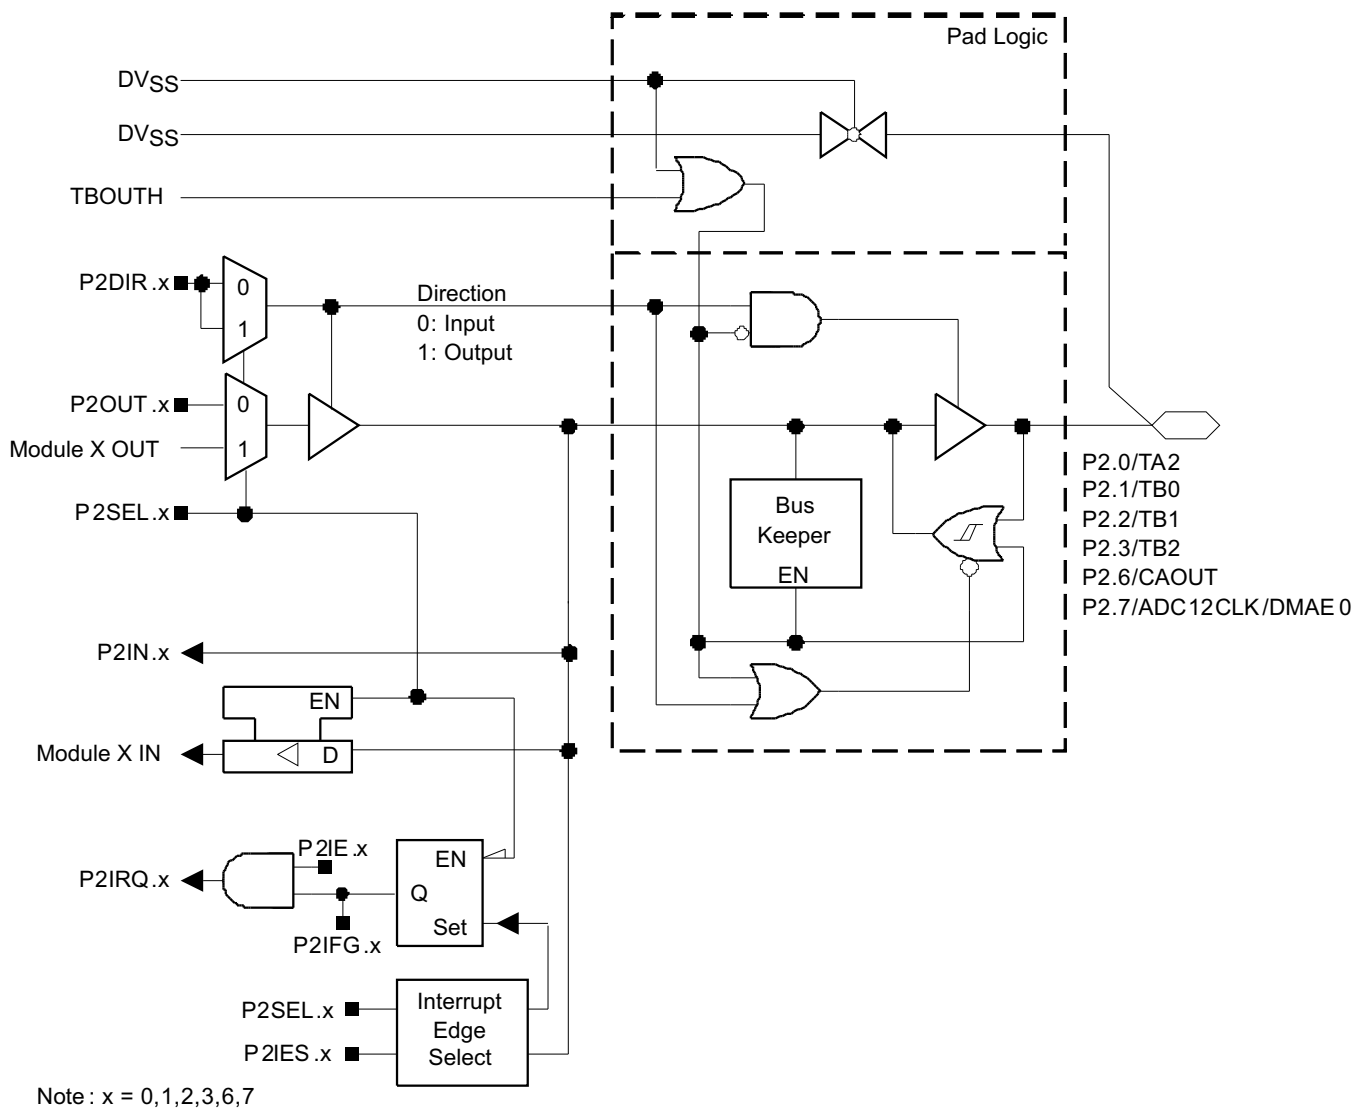 Pad Logic
DVSS
DVSS
TBOUTH
P2DIR.x
0
1
Direction
0: Input
1: Output
P2OUT.x
0
Module X OUT
1
P2SEL.x
Bus
Keeper
EN
P2.0/TA2
P2.1/TB0
P2.2/TB1
P2.3/TB2
P2.6/CAOUT
P2.7/ADC12CLK/DMAE0
P2IN.x
EN
Module X IN
D
P2IE.x
P2IRQ.x
EN
Q
Set
P2IFG.x
P2SEL.x
P2IES.x
Interrupt
Edge
Select
Note: x = 0,1,2,3,6,7